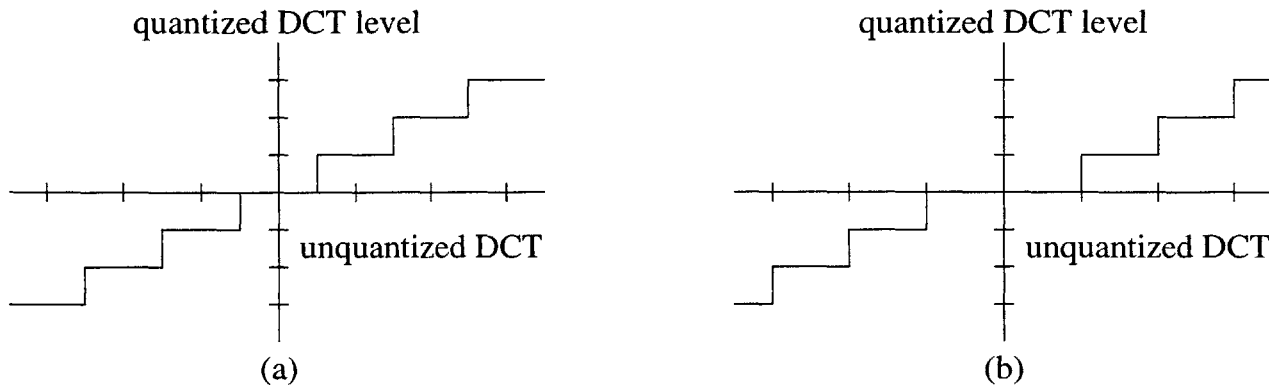 quantized DCT level
unquantized DCT
(a)
quantized DCT level
unquantized DCT
(b)